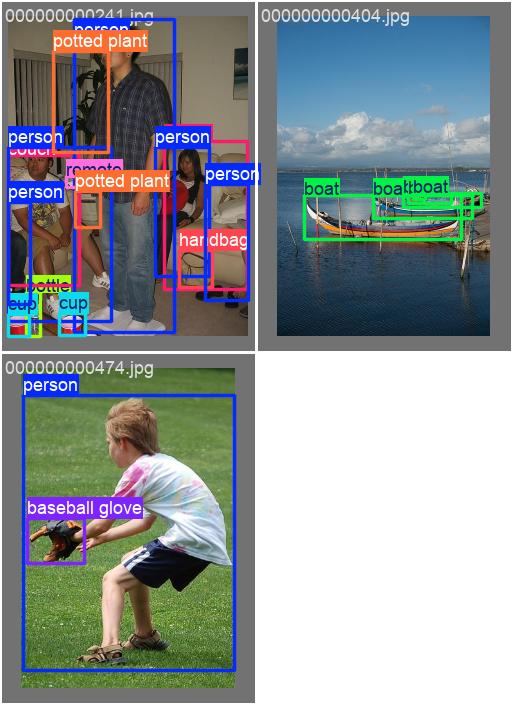 000000000241.jpg
person
potted plant
person
couch
remote
person
potted plant
person
person
handbag
bottle
cup
cup
000000000404.jpg
boat
boat
boat
000000000474.jpg
person
baseball glove